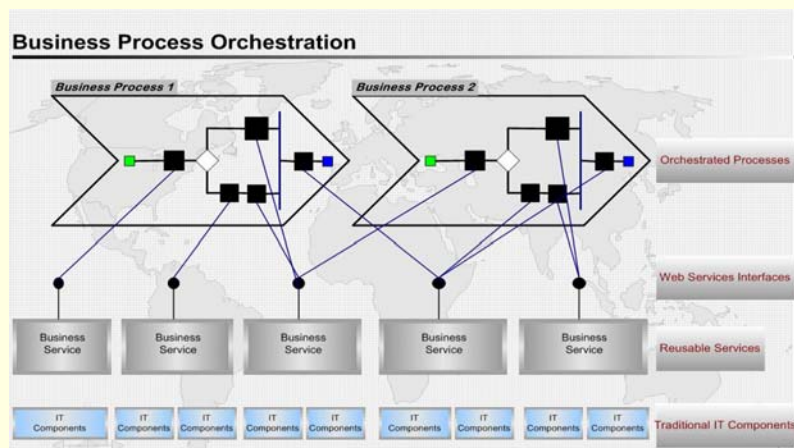 Business Process Orchestration
Business Process 1
Business Process 2
Orchestrated Processes
Web Services Interfaces
Business
Service
Business
Service
Business
Service
Business
Service
Business
Service
Reusable Services
IT
Components
IT
Components
IT
Components
IT
Components
IT
Components
IT
Components
IT
Components
IT
Components
IT
Components
Traditional IT Components